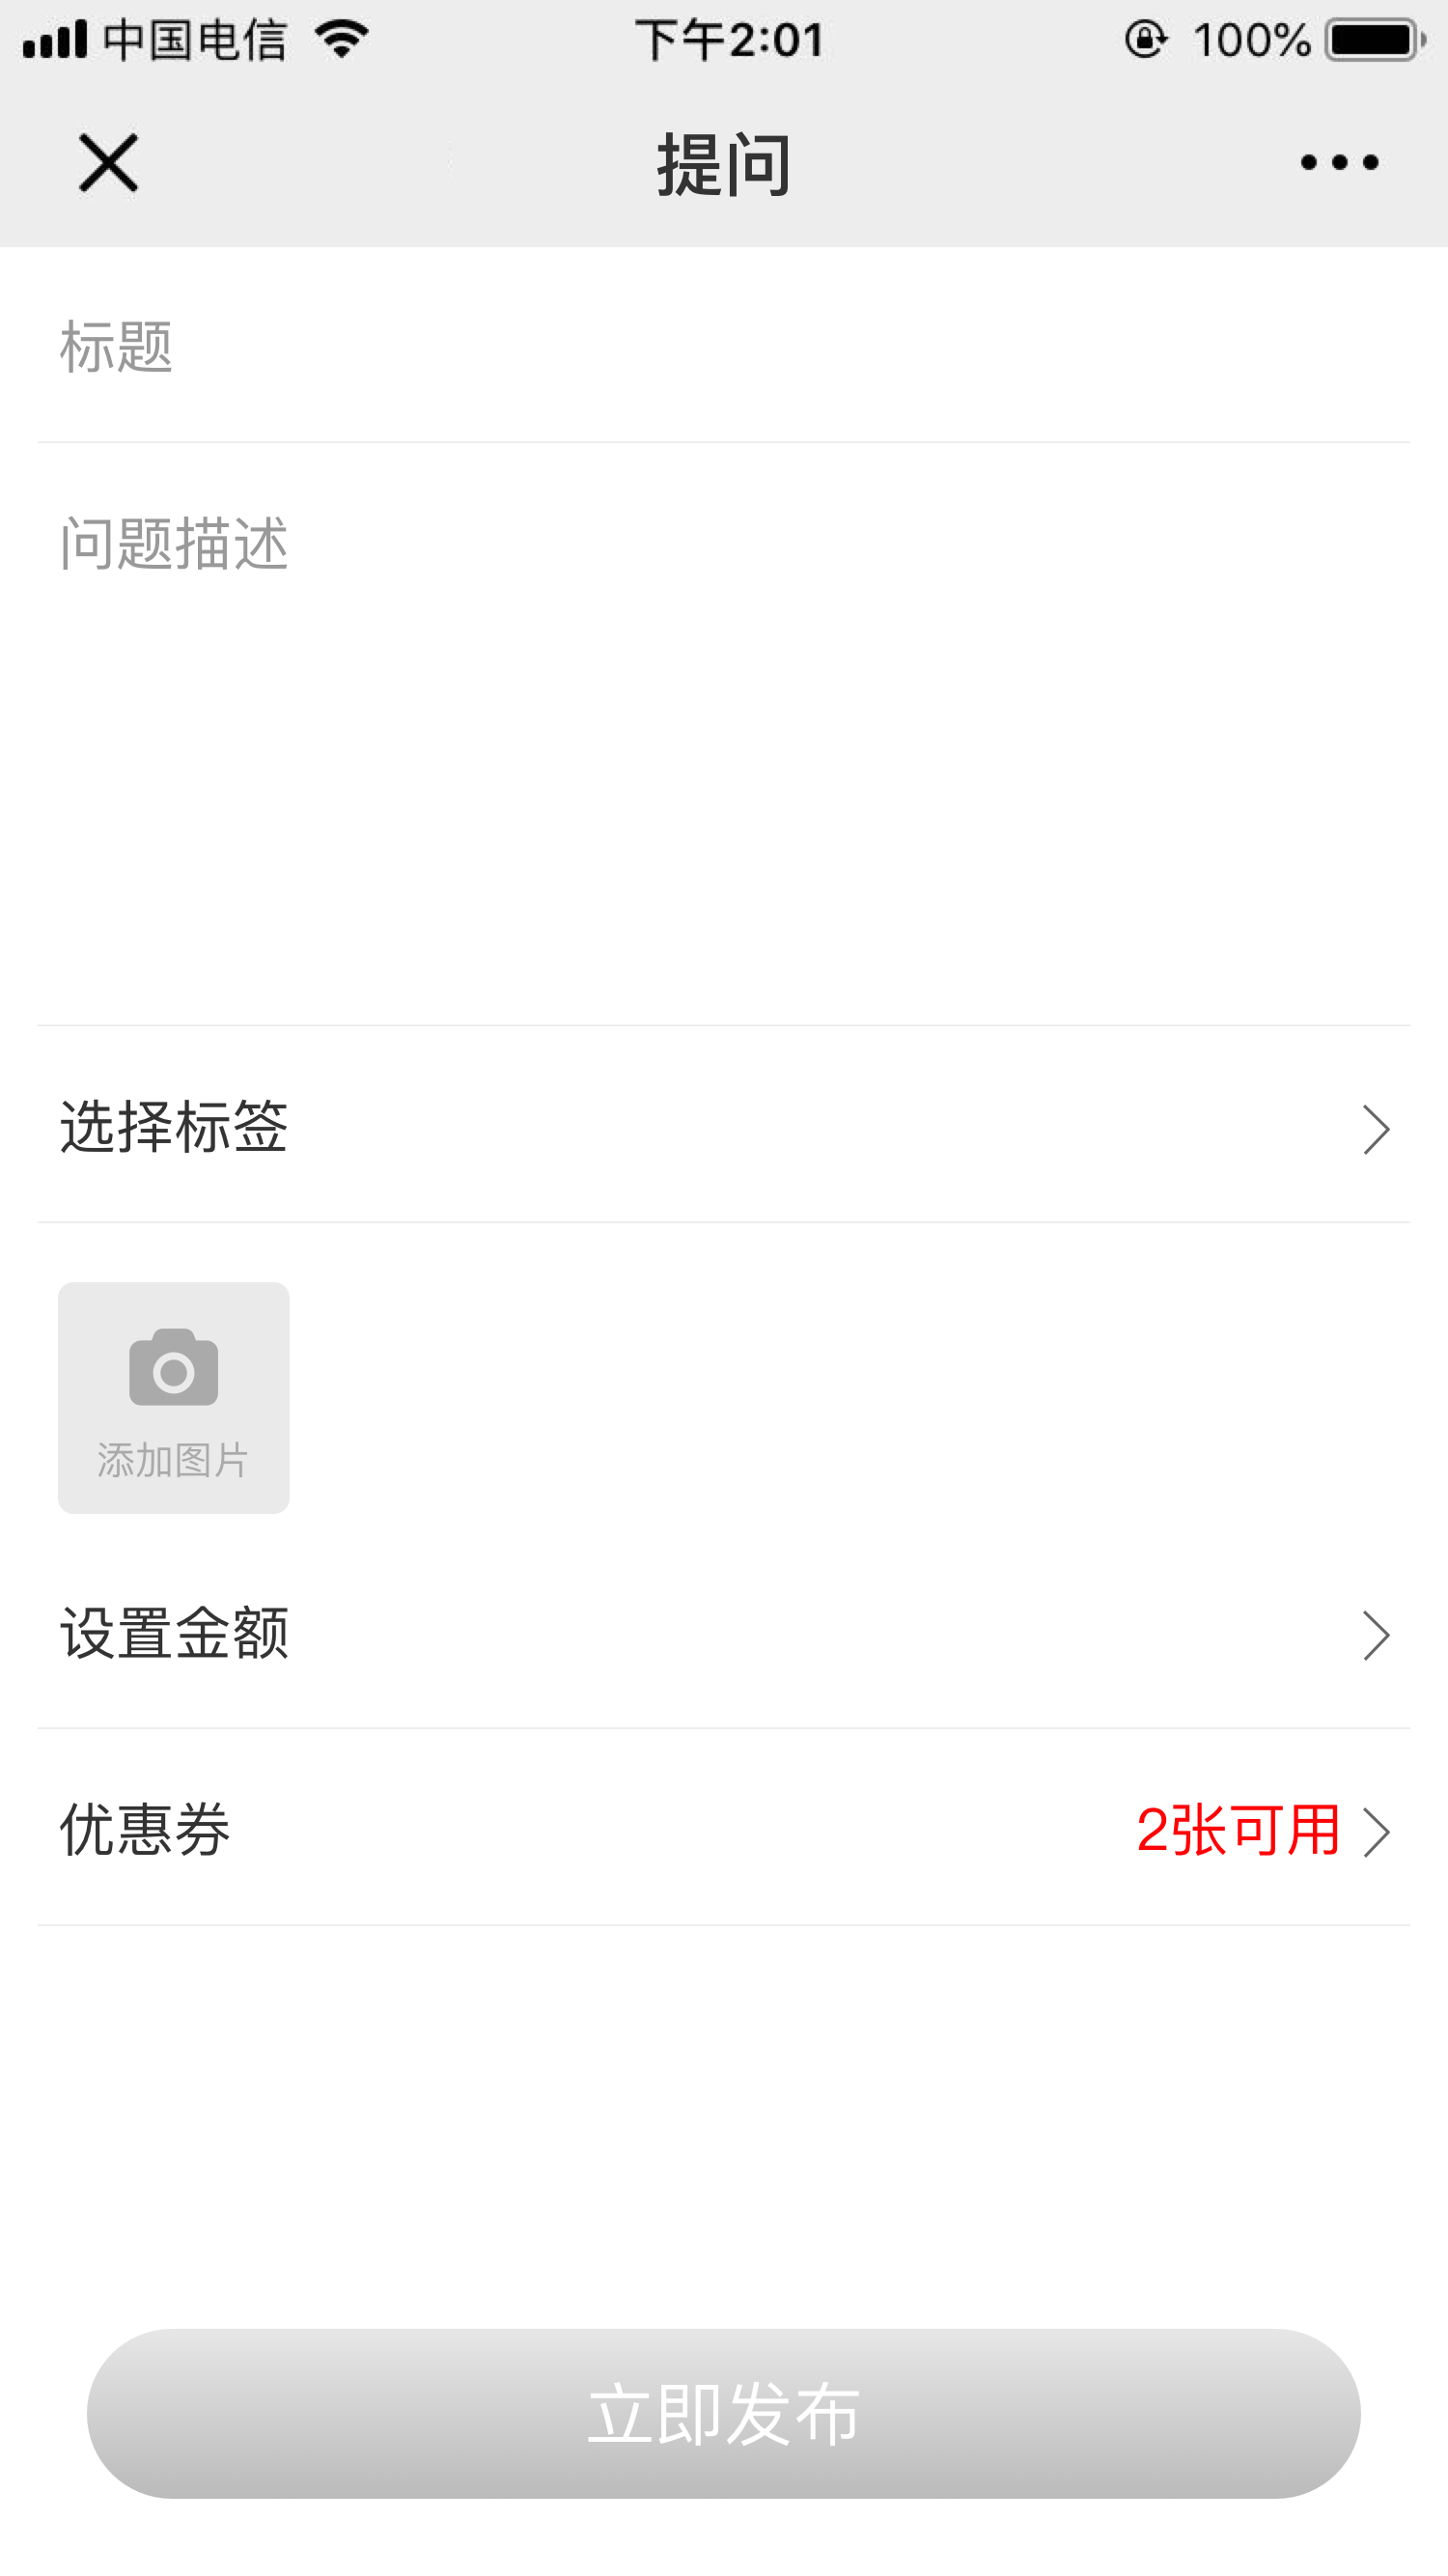 中国电信 下午2:01 100%
提问
标题
问题描述
选择标签
添加图片
设置金额
优惠券 2张可用
立即发布